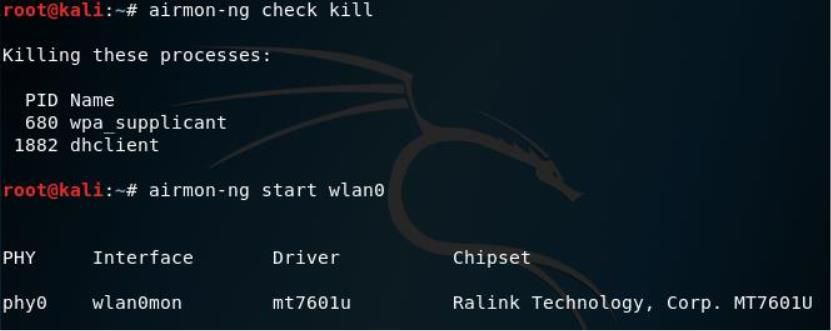 root@kali:~# airmon-ng check kill
Killing these processes:
PID Name
680 wpa_supplicant
1882 dhclient
root@kali:~# airmon-ng start wlan0
PHY Interface Driver Chipset
phy0 wlan0mon mt7601u Ralink Technology, Corp. MT7601U